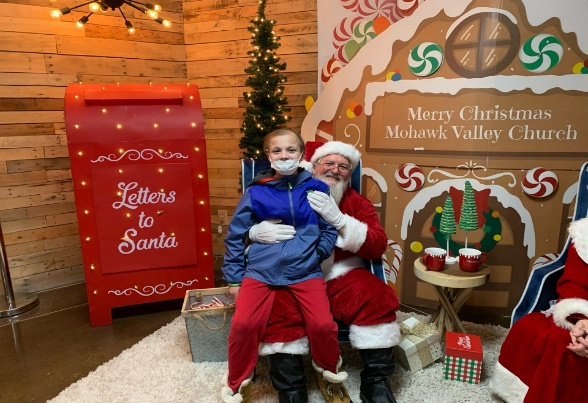 Merry Christmas
Mohawk Valley Church
Letters
to
Santa